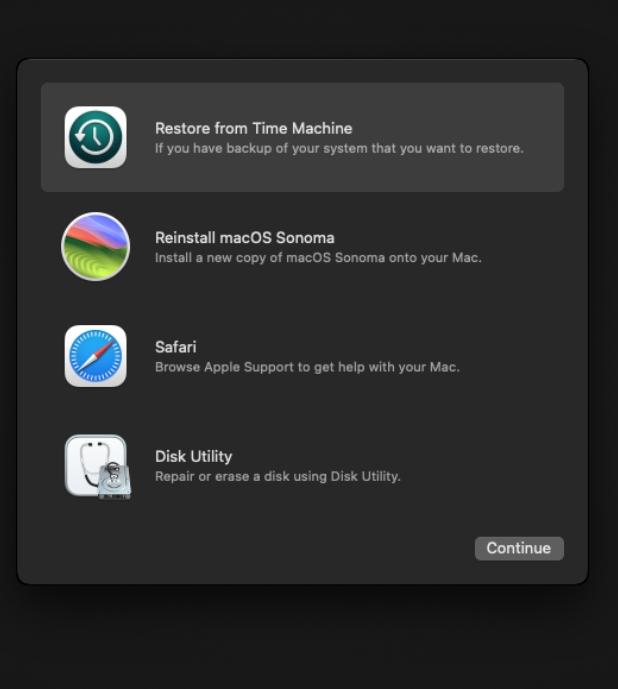 Restore from Time Machine
If you have backup of your system that you want to restore.
Reinstall macOS Sonoma
Install a new copy of macOS Sonoma onto your Mac.
Safari
Browse Apple Support to get help with your Mac.
Disk Utility
Repair or erase a disk using Disk Utility.
Continue